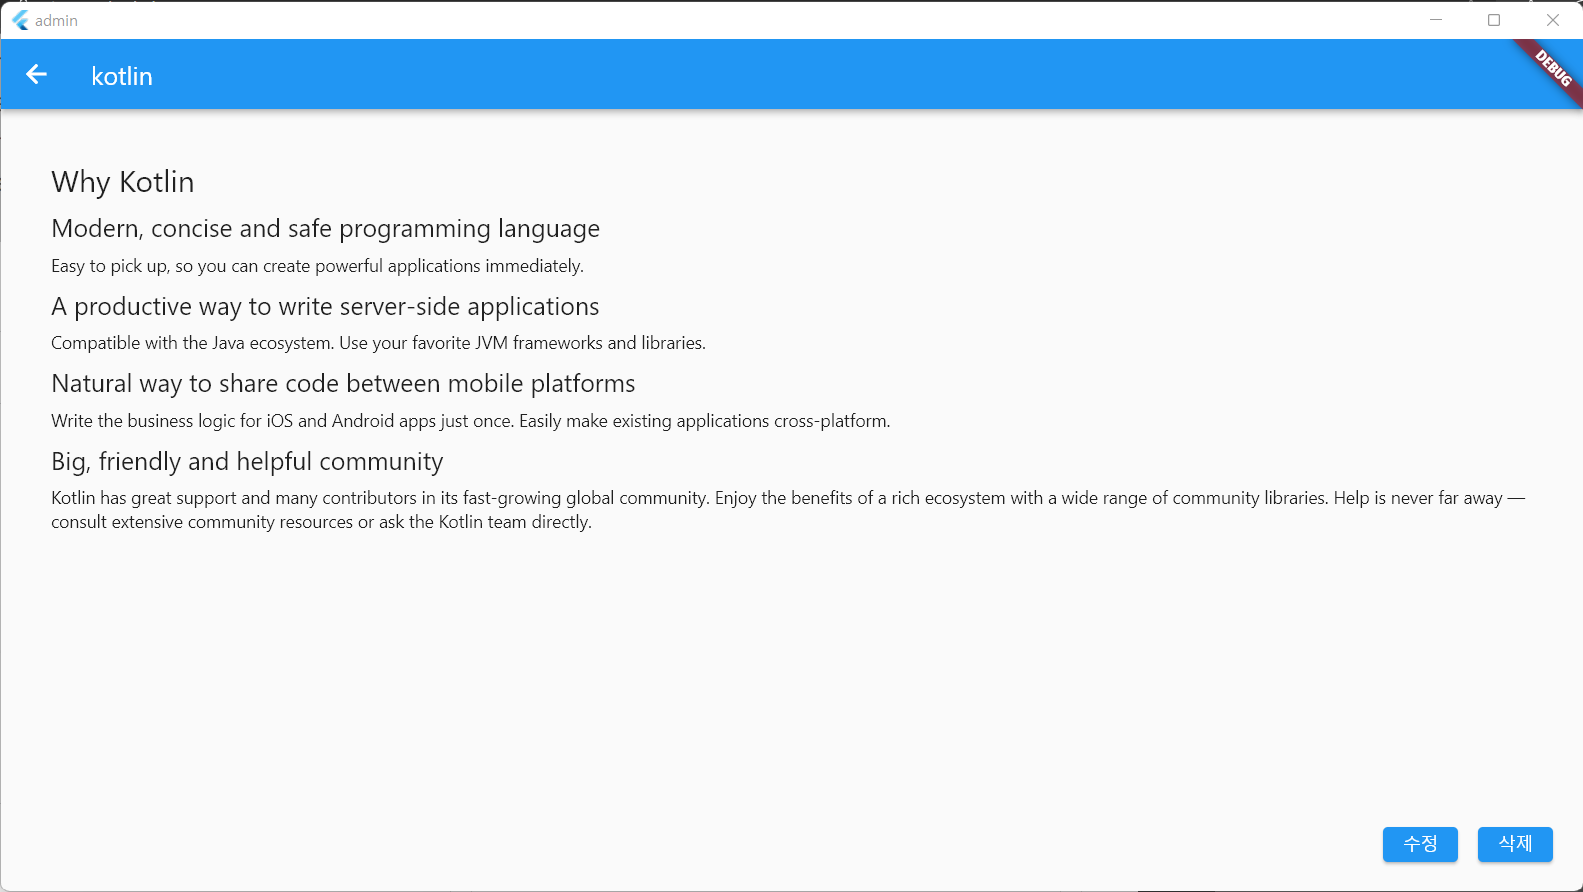 admin
kotlin
DEBUG
Why Kotlin
Modern, concise and safe programming language
Easy to pick up, so you can create powerful applications immediately.
A productive way to write server-side applications
Compatible with the Java ecosystem. Use your favorite JVM frameworks and libraries.
Natural way to share code between mobile platforms
Write the business logic for iOS and Android apps just once. Easily make existing applications cross-platform.
Big, friendly and helpful community
Kotlin has great support and many contributors in its fast-growing global community. Enjoy the benefits of a rich ecosystem with a wide range of community libraries. Help is never far away —
consult extensive community resources or ask the Kotlin team directly.
수정 삭제